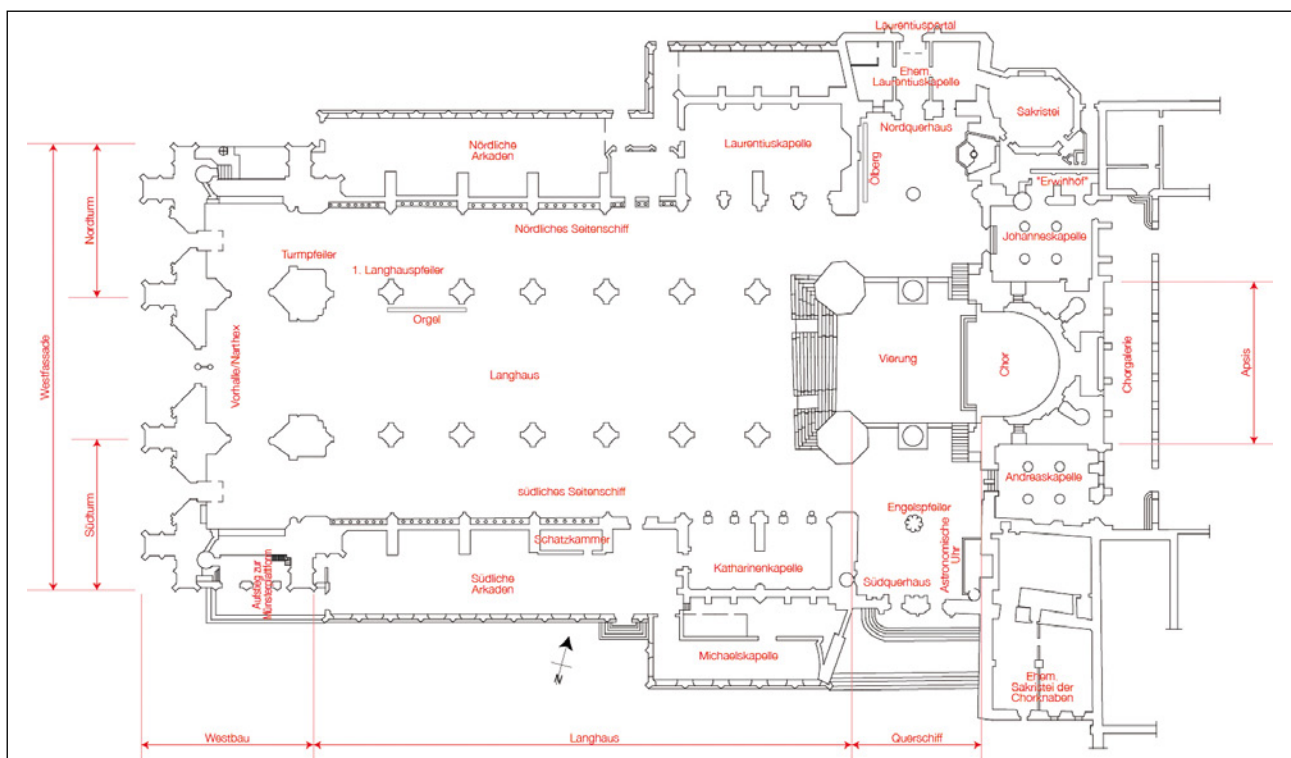 Laurentiusportal
Ehem.
Laurentiuskapelle
Sakristei
Nordquerhaus
Nördliche
Arkaden
Laurentiuskapelle
Ölberg
"Erwinhof"
Nordturm
Nördliches Seitenschiff
Johanneskapelle
Turmpfeiler
1. Langhauspfeiler
Orgel
Westfassade
Vorhalle/Narthex
Langhaus
Vierung
Chor
Chorgalerie
Apsis
Südturm
südliches Seitenschiff
Andreaskapelle
Engelspfeiler
Schatzkammer
Astronomische
Uhr
Aufstieg zur
Münsterplattform
Südliche
Arkaden
Katharinenkapelle
Südquerhaus
Michaelskapelle
N
Ehem.
Sakristei der
Chorknaben
Westbau
Langhaus
Querschiff